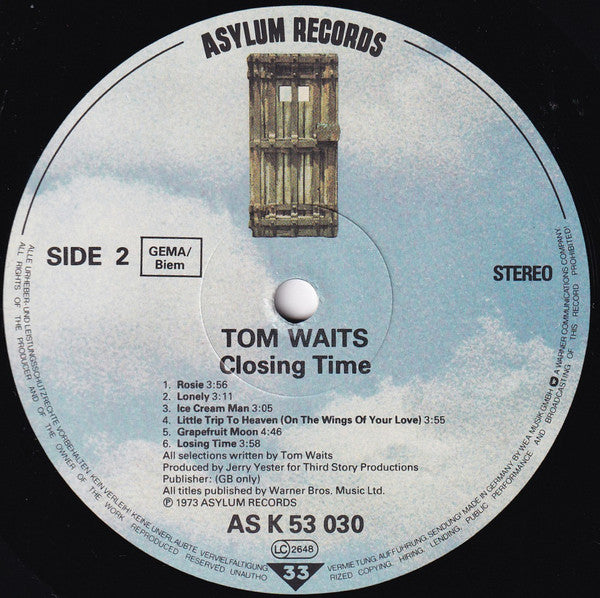 ASYLUM RECORDS
SIDE 2
GEMA/
Biem
STEREO
TOM WAITS
Closing Time
1. Rosie 3:56
2. Lonely 3:11
3. Ice Cream Man 3:05
4. Little Trip To Heaven (On The Wings Of Your Love) 3:55
5. Grapefruit Moon 4:46
6. Losing Time 3:58
All selections written by Tom Waits
Produced by Jerry Yester for Third Story Productions
Publisher: (GB only)
All titles published by Warner Bros. Music Ltd.
℗ 1973 ASYLUM RECORDS
AS K 53 030
LC 2648
33
ALLE URHEBER- UND LEISTUNGSSCHUTZRECHTE VORBEHALTEN. KEIN VERLEIH! KEINE UNERLAUBTE VERVIELFÄLTIGUNG, VERMIETUNG, AUFFÜHRUNG, SENDUNG! MADE IN GERMANY BY WEA MUSIK GMBH A WARNER COMMUNICATIONS COMPANY
ALL RIGHTS OF THE PRODUCER AND OF THE OWNER OF THE WORK REPRODUCED RESERVED. UNAUTHORIZED COPYING, HIRING, LENDING, PUBLIC PERFORMANCE AND BROADCASTING OF THIS RECORD PROHIBITED!